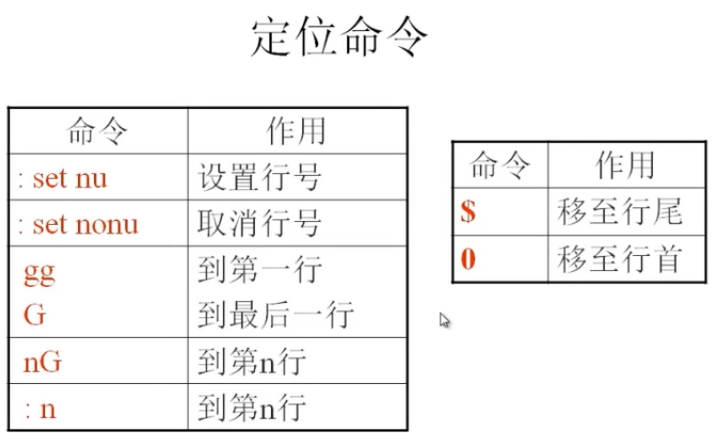 定位命令
命令 作用
: set nu 设置行号
: set nonu 取消行号
gg 到第一行
G 到最后一行
nG 到第n行
: n 到第n行
命令 作用
$ 移至行尾
0 移至行首